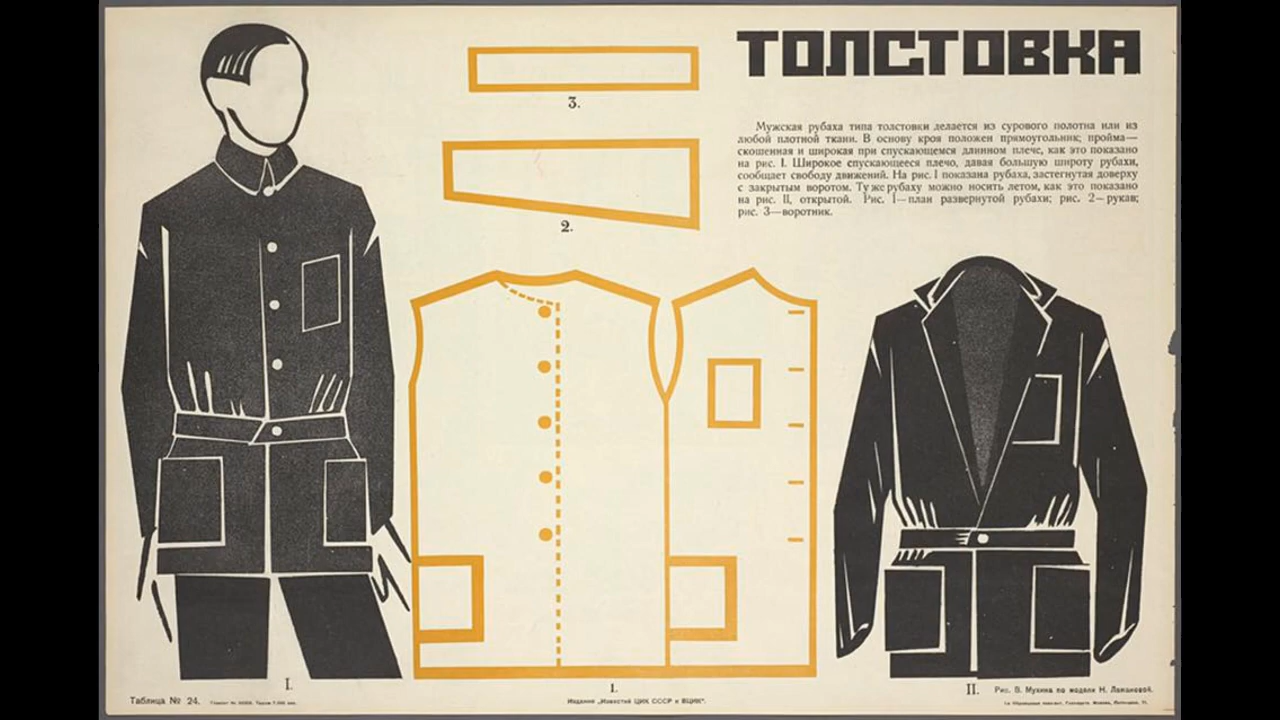 3.
ТОЛСТОВКА
Мужская рубаха типа толстовки делается из сурового полотна или из
любой плотной ткани. В основу кроя положен прямоугольник; пройма—
скошенная и широкая при спускающемся длинном плече, как это показано
на рис. I. Широкое спускающееся плечо, давая большую широту рубахи,
сообщает свободу движений. На рис. I показана рубаха, застегнутая доверху
с закрытым воротом. Ту же рубаху можно носить летом, как это показано
на рис. II, открытой. Рис. 1—план развернутой рубахи; рис. 2—рукав;
рис. 3—воротник.
2.
I.
1.
II.
Рис. В. Мухина по модели Н. Ламановой.
Таблица № 24.
Издание „Известий ЦИК СССР и ВЦИК“.